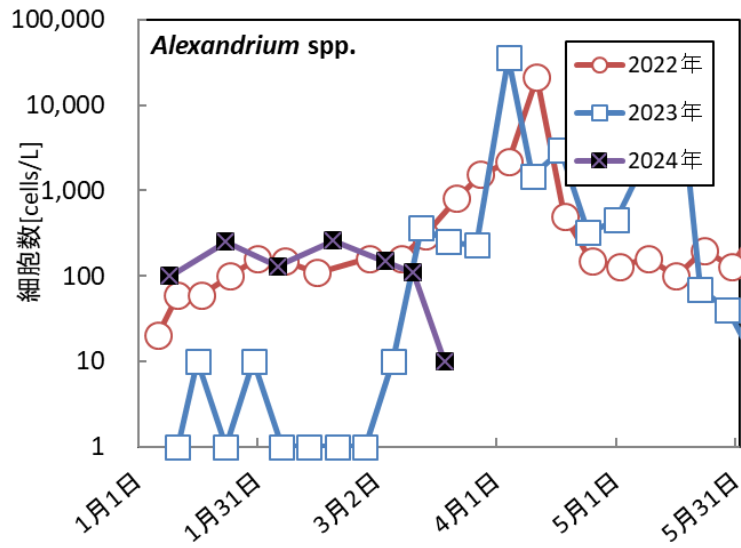 100,000
10,000
1,000
100
10
1
細胞数[cells/L]
Alexandrium spp.
2022年
2023年
2024年
1月1日
1月31日
3月2日
4月1日
5月1日
5月31日